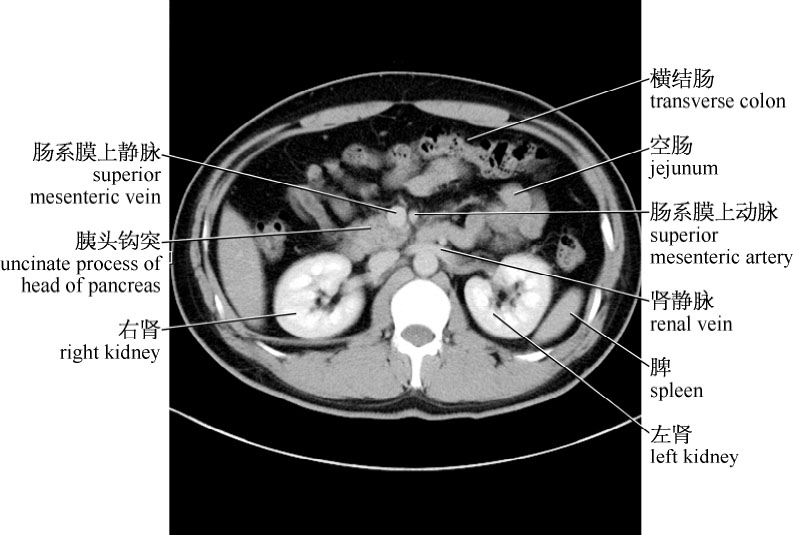 肠系膜上静脉
superior
mesenteric vein
胰头钩突
uncinate process of
head of pancreas
右肾
right kidney
横结肠
transverse colon
空肠
jejunum
肠系膜上动脉
superior
mesenteric artery
肾静脉
renal vein
脾
spleen
左肾
left kidney